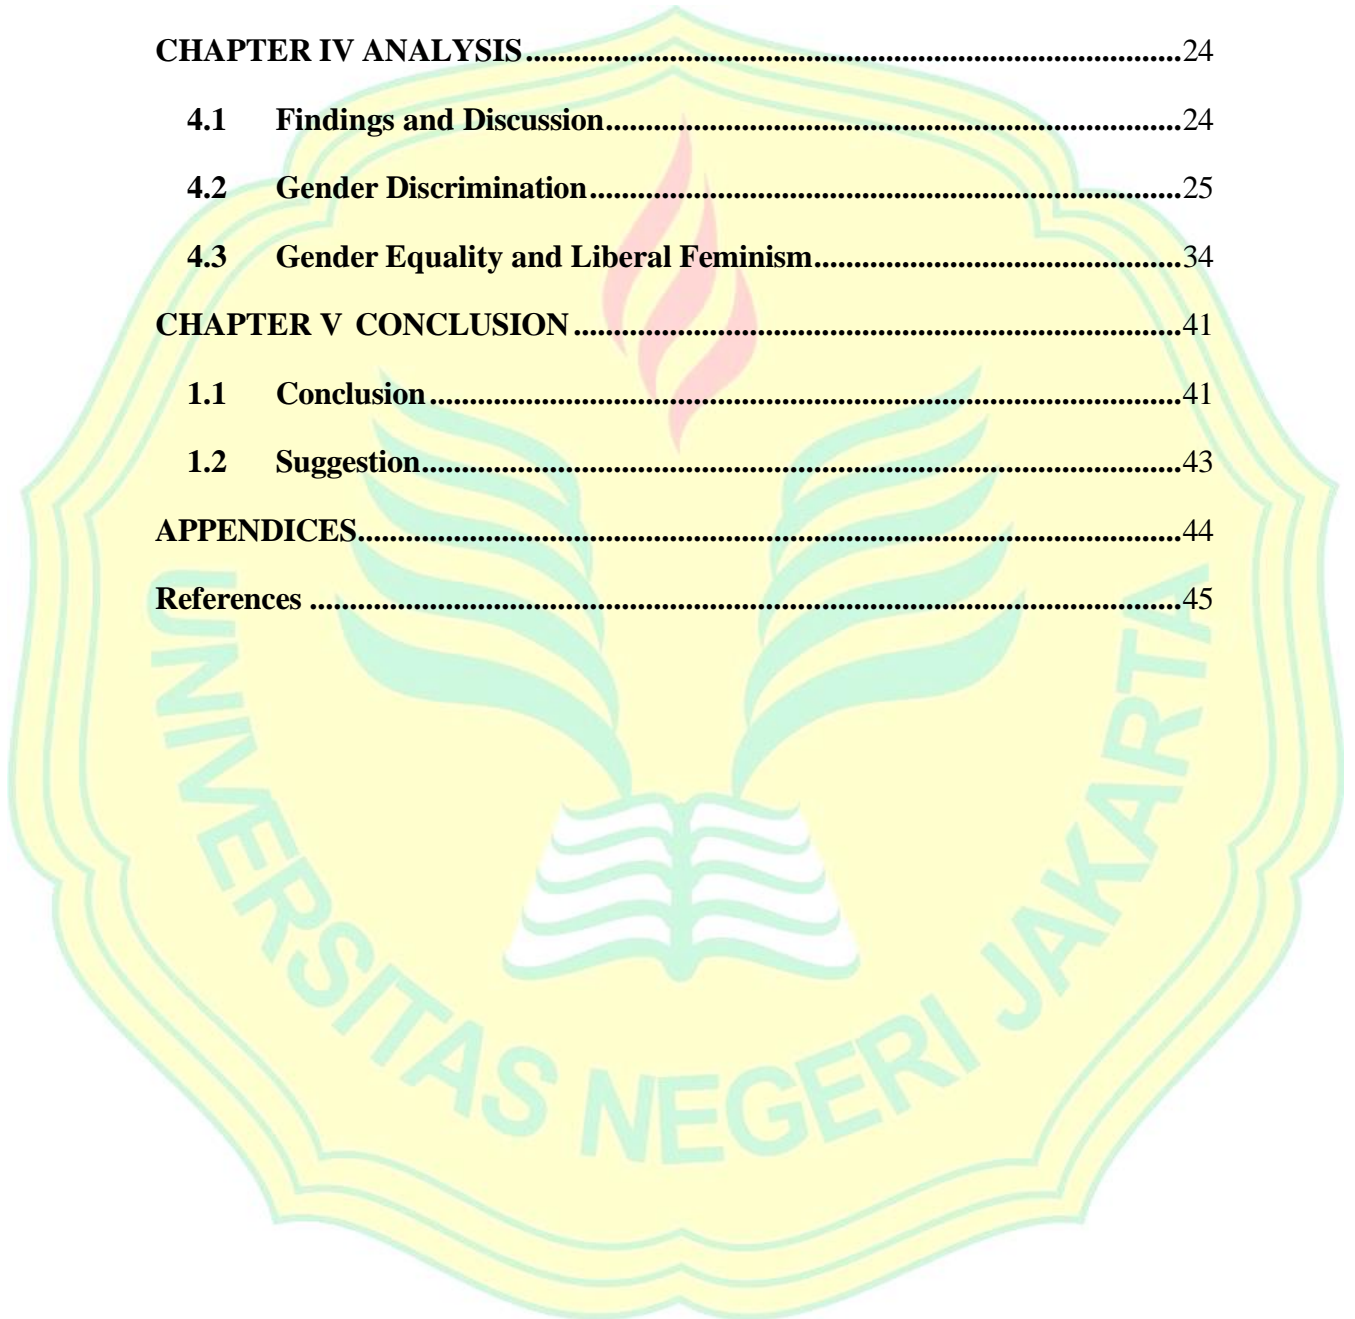 CHAPTER IV ANALYSIS........................................................................................24
4.1 Findings and Discussion.............................................................................24
4.2 Gender Discrimination...............................................................................25
4.3 Gender Equality and Liberal Feminism.................................................34
CHAPTER V CONCLUSION .................................................................................41
1.1 Conclusion ...................................................................................................41
1.2 Suggestion....................................................................................................43
APPENDICES............................................................................................................44
References ..................................................................................................................45
UNIVERSITAS NEGERI JAKARTA